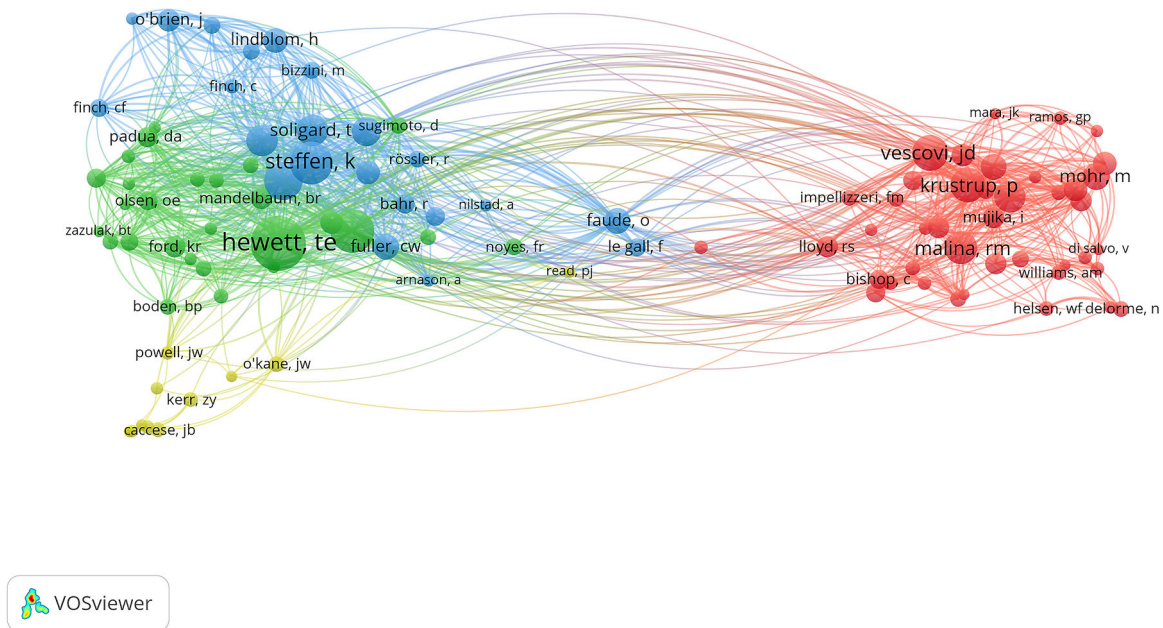 o'brien, j
lindblom, h
bizzini, m
finch, c
finch, cf
padua, da
soligard, t
sugimoto, d
steffen, k
rössler, r
olsen, oe
mandelbaum, br
bahr, r
nilstad, a
zazulak, bt
ford, kr
hewett, te
fuller, cw
noyes, fr
faude, o
le gall, f
read, pj
arnason, a
boden, bp
powell, jw
o'kane, jw
kerr, zy
caccese, jb
mara, jk
ramos, gp
vescovi, jd
krustrup, p
mohr, m
impellizzeri, fm
mujika, i
lloyd, rs
malina, rm
di salvo, v
bishop, c
williams, am
helsen, wf
delorme, n
VOSviewer